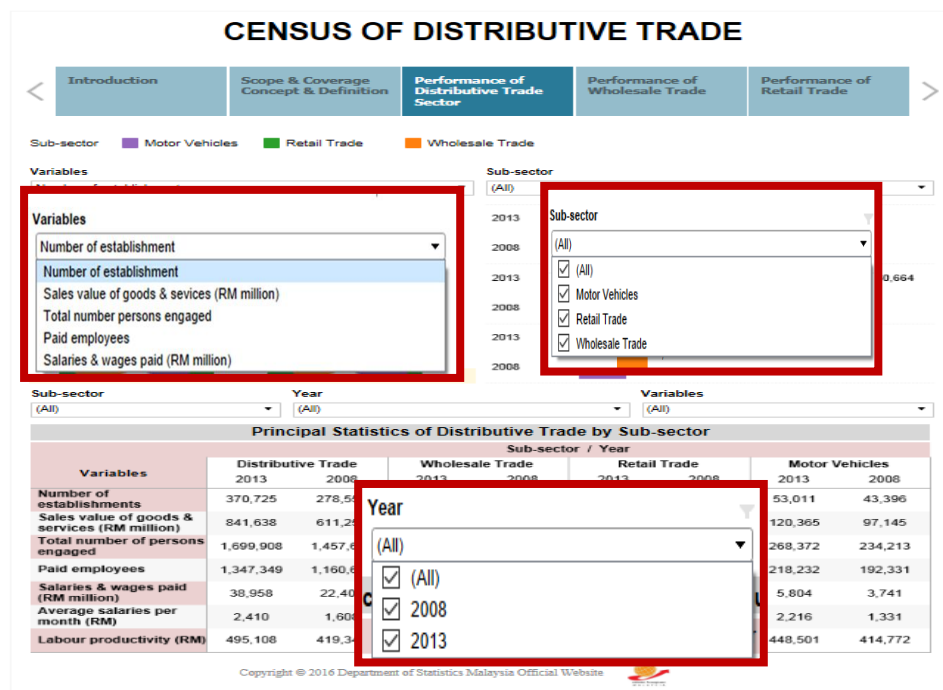 CENSUS OF DISTRIBUTIVE TRADE
Introduction
Scope & Coverage
Concept & Definition
Performance of
Distributive Trade
Sector
Performance of
Wholesale Trade
Performance of
Retail Trade
Sub-sector Motor Vehicles Retail Trade Wholesale Trade
Variables Sub-sector
(All)
Variables
Number of establishment
Number of establishment
Sales value of goods & sevices (RM million)
Total number persons engaged
Paid employees
Salaries & wages paid (RM million)
2013
2008
2013
2008
2013
2008
Sub-sector
(All)
(All)
Motor Vehicles
Retail Trade
Wholesale Trade
0,664
Sub-sector Year Variables
(All) (All) (All)
Principal Statistics of Distributive Trade by Sub-sector
Sub-sector / Year
Variables Distributive Trade Wholesale Trade Retail Trade Motor Vehicles
2013 2008 2013 2008 2013 2008 2013 2008
Number of
establishments 370,725 53,011 43,396
Sales value of goods &
services (RM million) 841,638 120,365 97,145
Total number of persons
engaged 1,699,908 268,372 234,213
Paid employees 1,347,349 218,232 192,331
Salaries & wages paid
(RM million) 38,958 5,804 3,741
Average salaries per
month (RM) 2,410 2,216 1,331
Labour productivity (RM) 495,108 448,501 414,772
Year
(All)
(All)
2008
2013
Copyright © 2016 Department of Statistics Malaysia Official Website